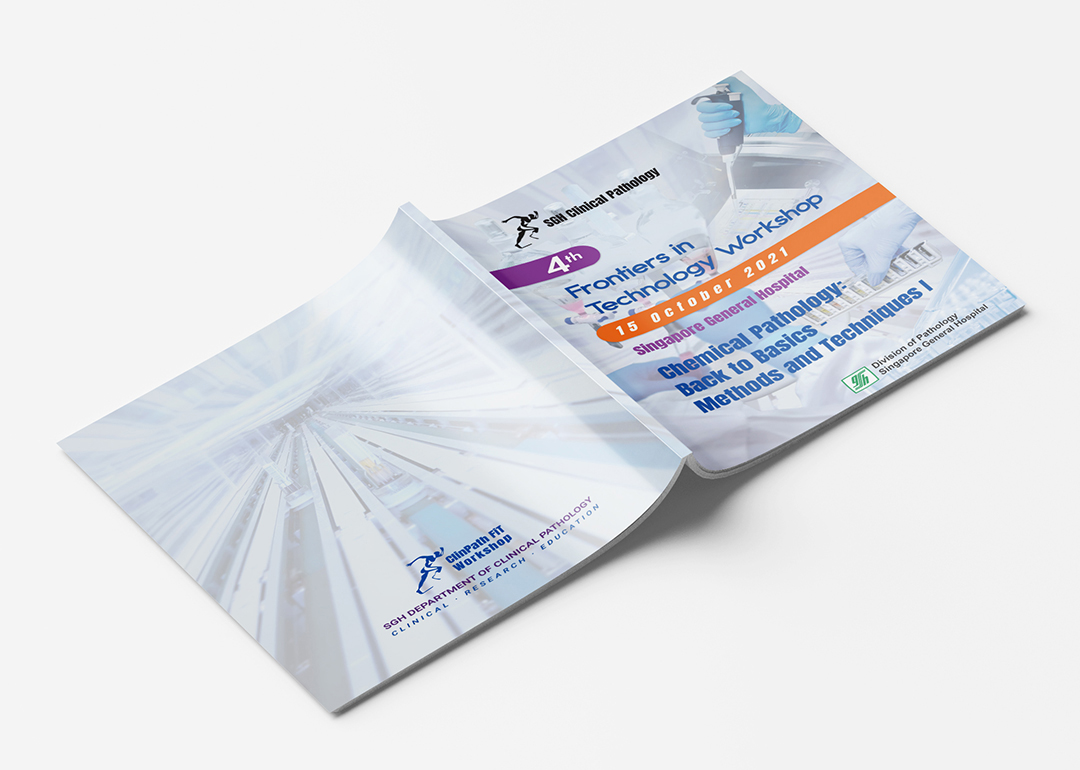 SGH Clinical Pathology
4th
Frontiers in
Technology Workshop
15 October 2021
Singapore General Hospital
Chemical Pathology:
Back to Basics -
Methods and Techniques I
gsh
Division of Pathology
Singapore General Hospital
ClinPath FIT
Workshop
SGH DEPARTMENT OF CLINICAL PATHOLOGY
CLINICAL . RESEARCH . EDUCATION